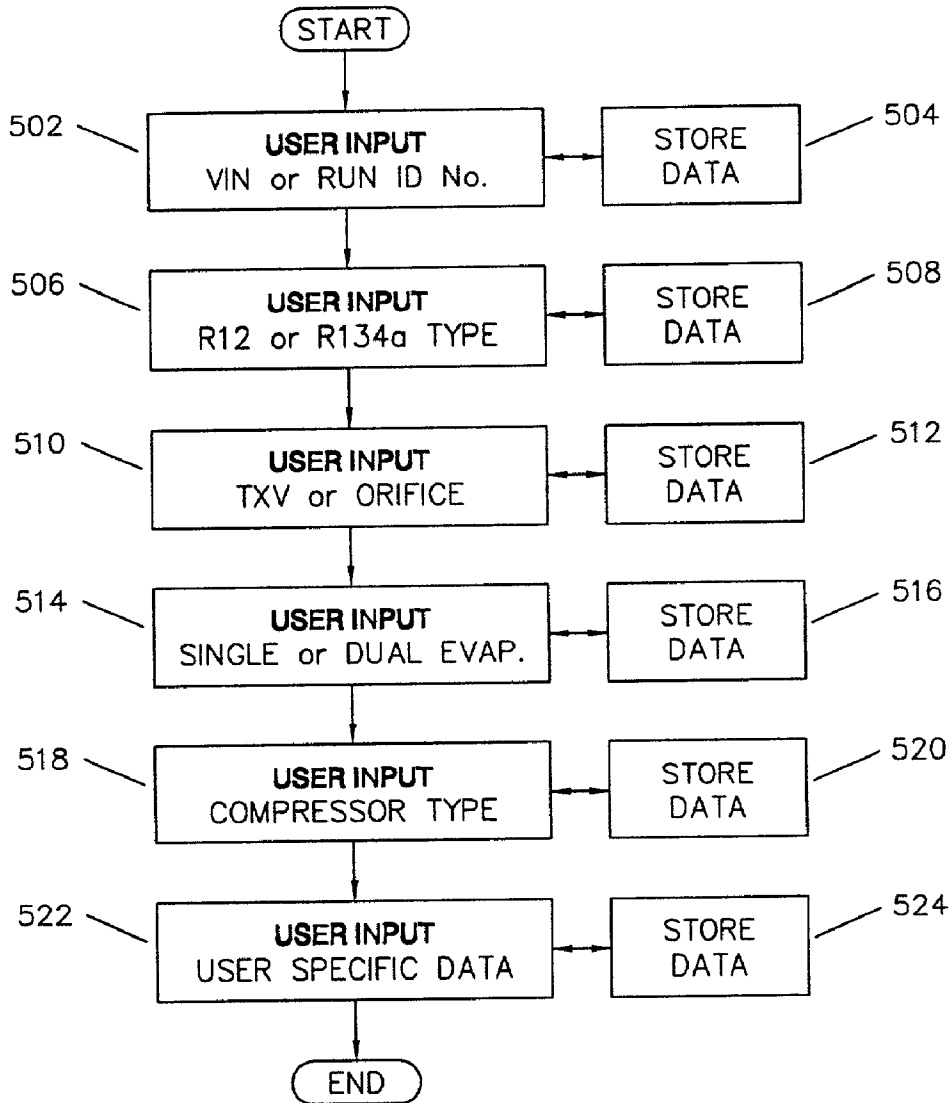 START
502
USER INPUT
VIN or RUN ID No.
STORE
DATA
504
506
USER INPUT
R12 or R134a TYPE
STORE
DATA
508
510
USER INPUT
TXV or ORIFICE
STORE
DATA
512
514
USER INPUT
SINGLE or DUAL EVAP.
STORE
DATA
516
518
USER INPUT
COMPRESSOR TYPE
STORE
DATA
520
522
USER INPUT
USER SPECIFIC DATA
STORE
DATA
524
END